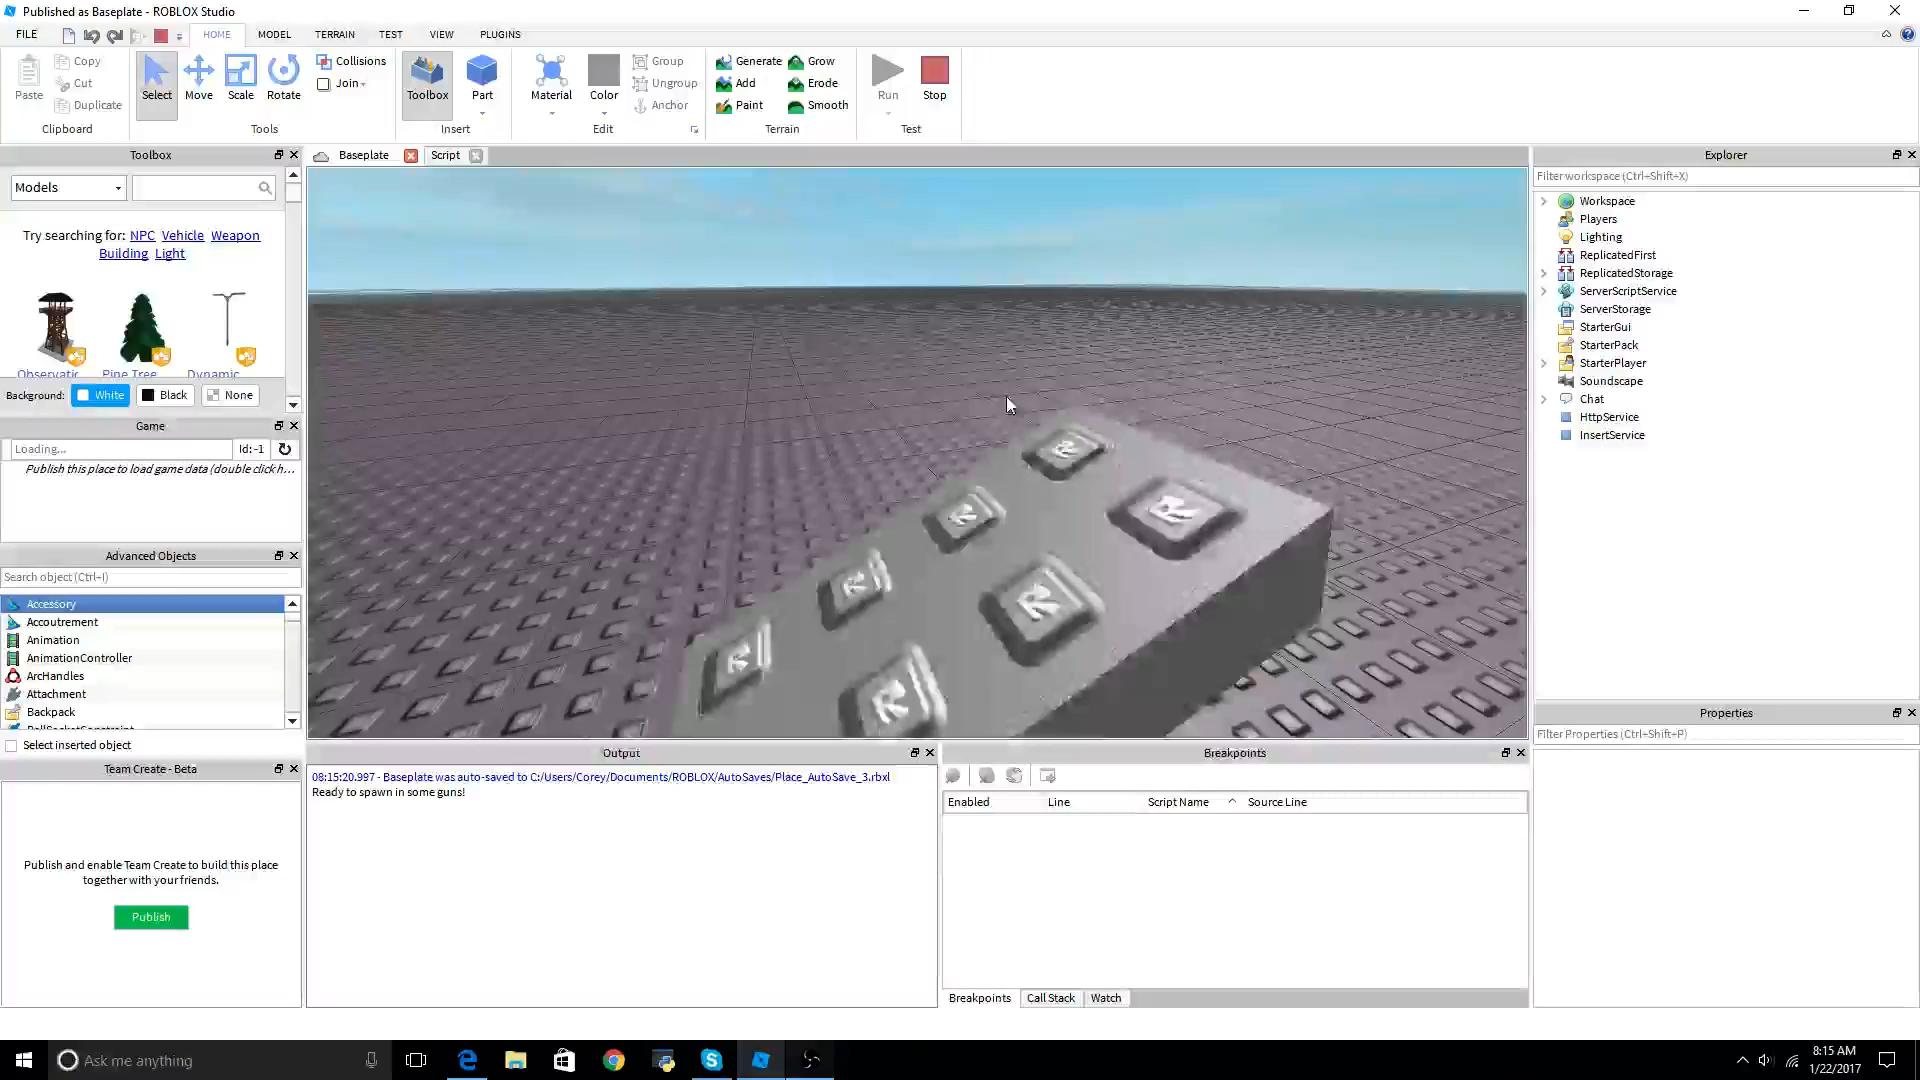 Published as Baseplate - ROBLOX Studio
FILE HOME MODEL TERRAIN TEST VIEW PLUGINS
Paste Copy Cut Duplicate
Clipboard
Select Move Scale Rotate Collisions Join
Tools
Toolbox Part
Insert
Material Color Group Ungroup Anchor
Edit
Generate Grow
Add Erode
Paint Smooth
Terrain
Run Stop
Test
Toolbox
Models
Try searching for: NPC Vehicle Weapon
Building Light
Observatic... Pine Tree Dynamic
Background: White Black None
Game
Loading... Id:-1
Publish this place to load game data (double click h...
Advanced Objects
Search object (Ctrl+I)
Accessory
Accoutrement
Animation
AnimationController
ArcHandles
Attachment
Backpack
BallSocketConstraint
Select inserted object
Team Create - Beta
Publish and enable Team Create to build this place
together with your friends.
Publish
Baseplate Script
R
R
R
R
R
R
R
Output
08:15:20.997 - Baseplate was auto-saved to C:/Users/Corey/Documents/ROBLOX/AutoSaves/Place_AutoSave_3.rbxl
Ready to spawn in some guns!
Breakpoints
Enabled Line Script Name Source Line
Breakpoints Call Stack Watch
Explorer
Filter workspace (Ctrl+Shift+X)
Workspace
Players
Lighting
ReplicatedFirst
ReplicatedStorage
ServerScriptService
ServerStorage
StarterGui
StarterPack
StarterPlayer
Soundscape
Chat
HttpService
InsertService
Properties
Filter Properties (Ctrl+Shift+P)
Ask me anything
8:15 AM
1/22/2017